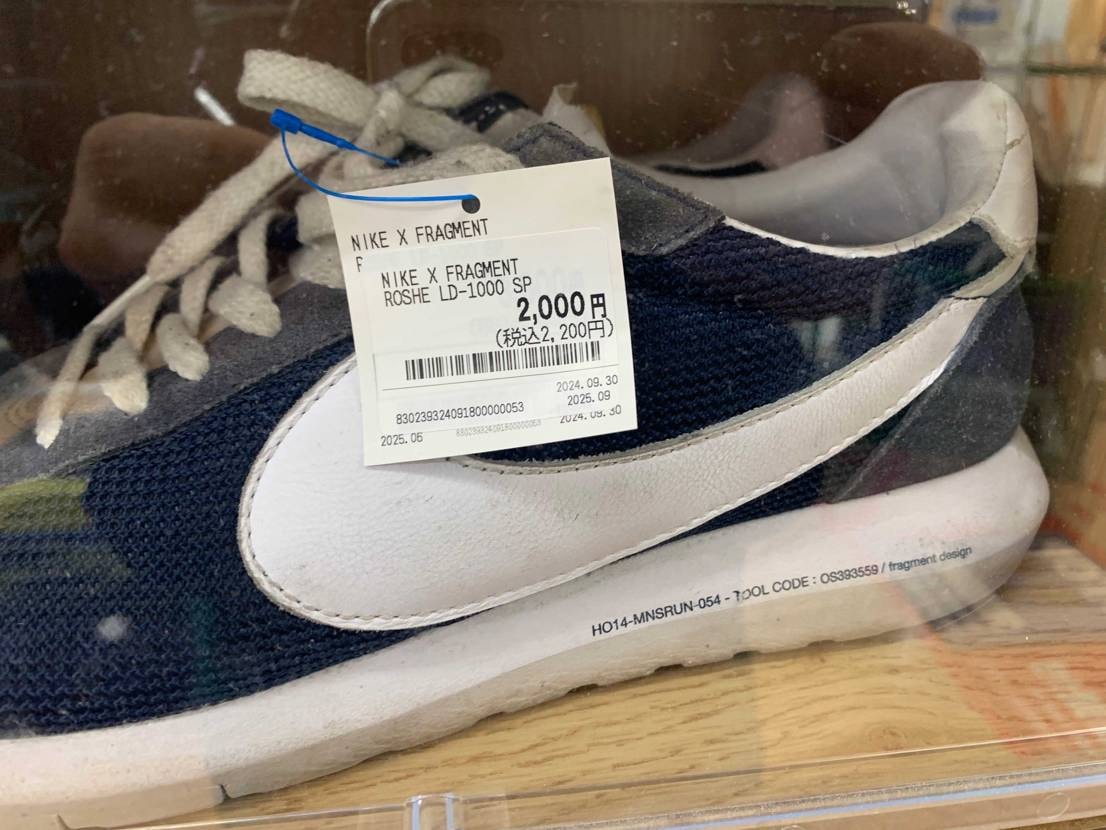 NIKE X FRAGMENT
NIKE X FRAGMENT
ROSHE LD-1000 SP
2,000円
(税込2,200円)
2024.09.30
2025.09
830239324091800000053
2024.09.30
2025.06
830239324091800000053
HO14-MNSRUN-054 - TOOL CODE : OS393559 / fragment design